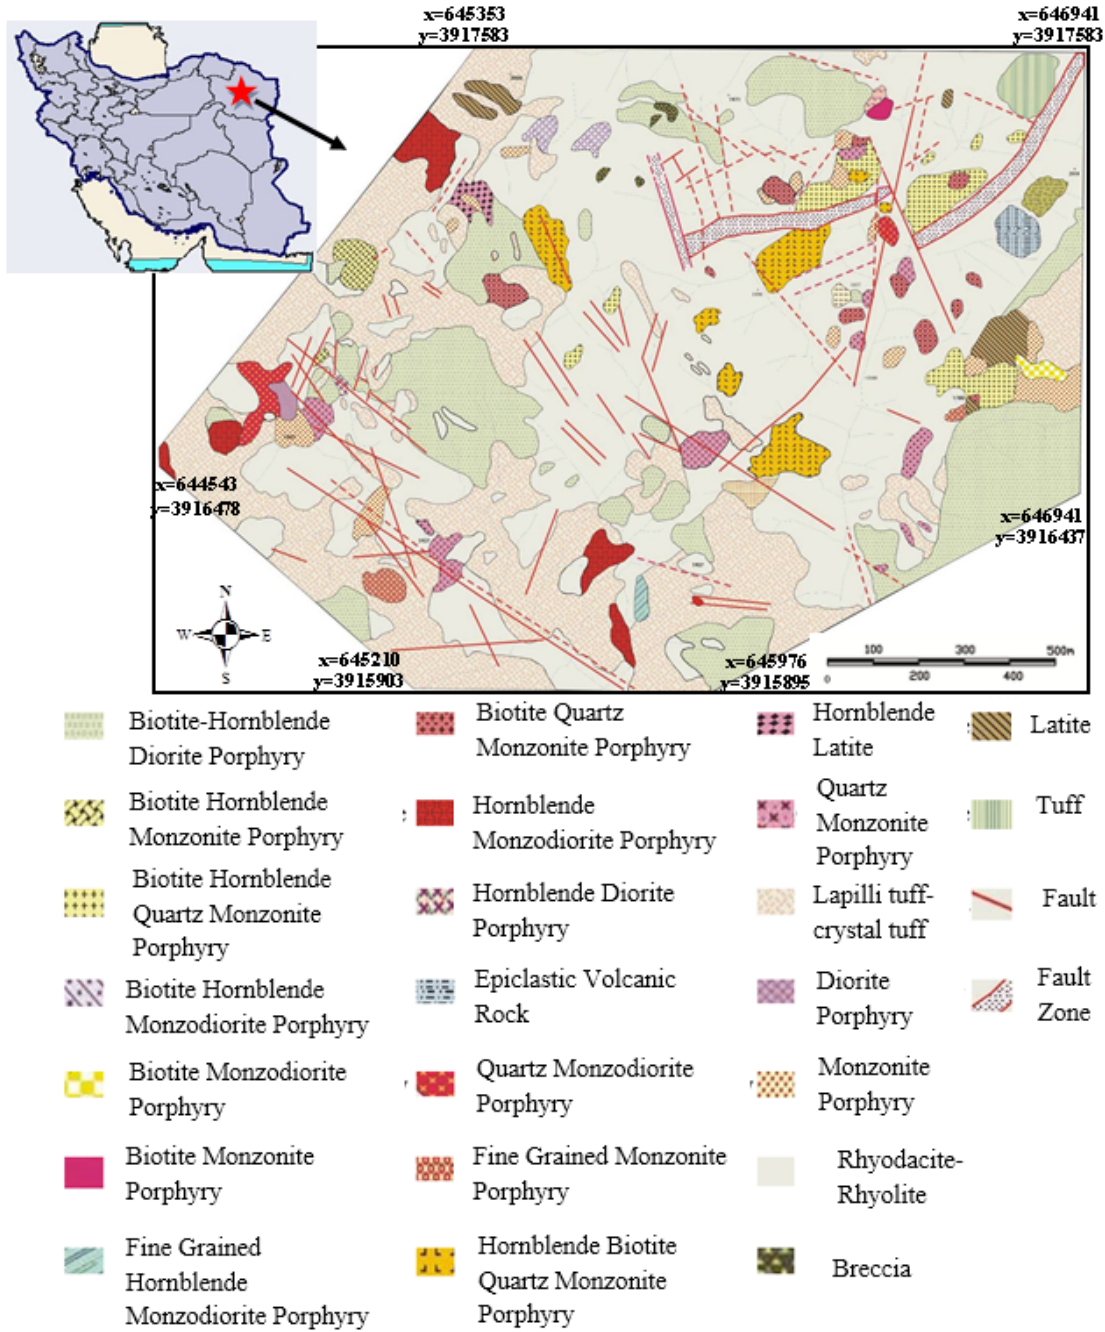 x=645353
y=3917583
x=646941
y=3917583
x=644543
y=3916478
x=646941
y=3916437
N
W
E
S
x=645210
y=3915903
x=645976
y=3915895
100
300
500m
0
200
400
Biotite-Hornblende
Diorite Porphyry
Biotite Hornblende
Monzonite Porphyry
Biotite Hornblende
Quartz Monzonite
Porphyry
Biotite Hornblende
Monzodiorite Porphyry
Biotite Monzodiorite
Porphyry
Biotite Monzonite
Porphyry
Fine Grained
Hornblende
Monzodiorite Porphyry
Biotite Quartz
Monzonite Porphyry
Hornblende
Monzodiorite Porphyry
Hornblende Diorite
Porphyry
Epiclastic Volcanic
Rock
Quartz Monzodiorite
Porphyry
Fine Grained Monzonite
Porphyry
Hornblende Biotite
Quartz Monzonite
Porphyry
Hornblende
Latite
Quartz
Monzonite
Porphyry
Lapilli tuff-
crystal tuff
Diorite
Porphyry
Monzonite
Porphyry
Rhyodacite-
Rhyolite
Breccia
Latite
Tuff
Fault
Fault
Zone